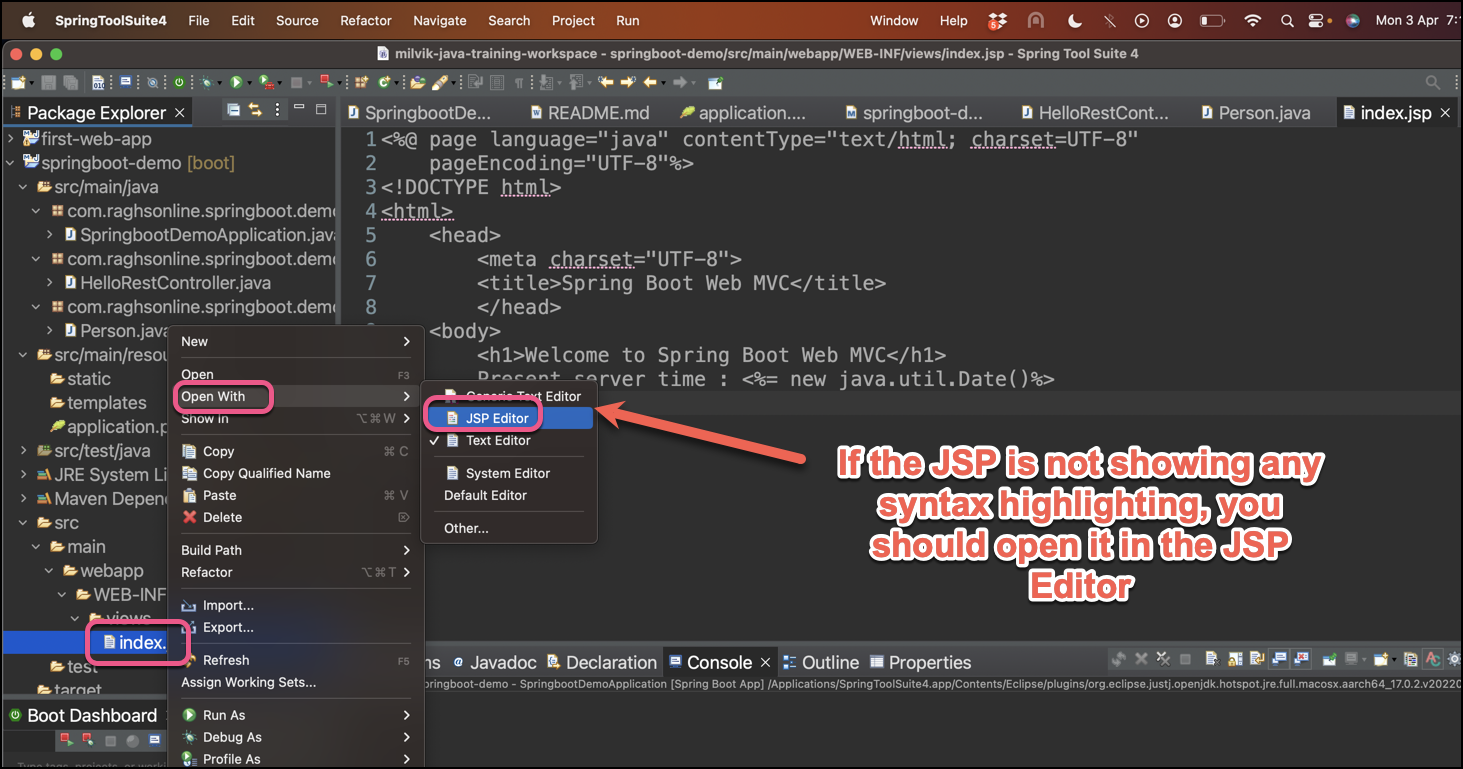 SpringToolSuite4 File Edit Source Refactor Navigate Search Project Run Window Help 5 Mon 3 Apr
milvik-java-training-workspace - springboot-demo/src/main/webapp/WEB-INF/views/index.jsp - Spring Tool Suite 4
Package Explorer
first-web-app
springboot-demo [boot]
src/main/java
com.raghsonline.springboot.demo
SpringbootDemoApplication.java
com.raghsonline.springboot.demo
HelloRestController.java
com.raghsonline.springboot.demo
Person.java
src/main/resou
static
templates
application.p
src/test/java
JRE System Li
Maven Depen
src
main
webapp
WEB-INF
views
index.
test
target
Boot Dashboard
Type tags, projects, or worki
SpringbootDe... README.md application.... springboot-d... HelloRestCont... Person.java index.jsp
1 <%@ page language="java" contentType="text/html; charset=UTF-8"
2 pageEncoding="UTF-8"%>
3 <!DOCTYPE html>
4 <html>
5 <head>
6 <meta charset="UTF-8">
7 <title>Spring Boot Web MVC</title>
8 </head>
<body>
<h1>Welcome to Spring Boot Web MVC</h1>
Present server time : <%= new java.util.Date()%>
New
Open F3
Open With
Show In ⌥⌘W
Copy ⌘C
Copy Qualified Name
Paste ⌘V
Delete ⌦
Build Path
Refactor ⌥⌘T
Import...
Export...
Refresh F5
Assign Working Sets...
Run As
Debug As
Profile As
Generic Text Editor
JSP Editor
✓ Text Editor
System Editor
Default Editor
Other...
If the JSP is not showing any
syntax highlighting, you
should open it in the JSP
Editor
ms Javadoc Declaration Console Outline Properties
pringboot-demo - SpringbootDemoApplication [Spring Boot App] /Applications/SpringToolSuite4.app/Contents/Eclipse/plugins/org.eclipse.justj.openjdk.hotspot.jre.full.macosx.aarch64_17.0.2.v20220